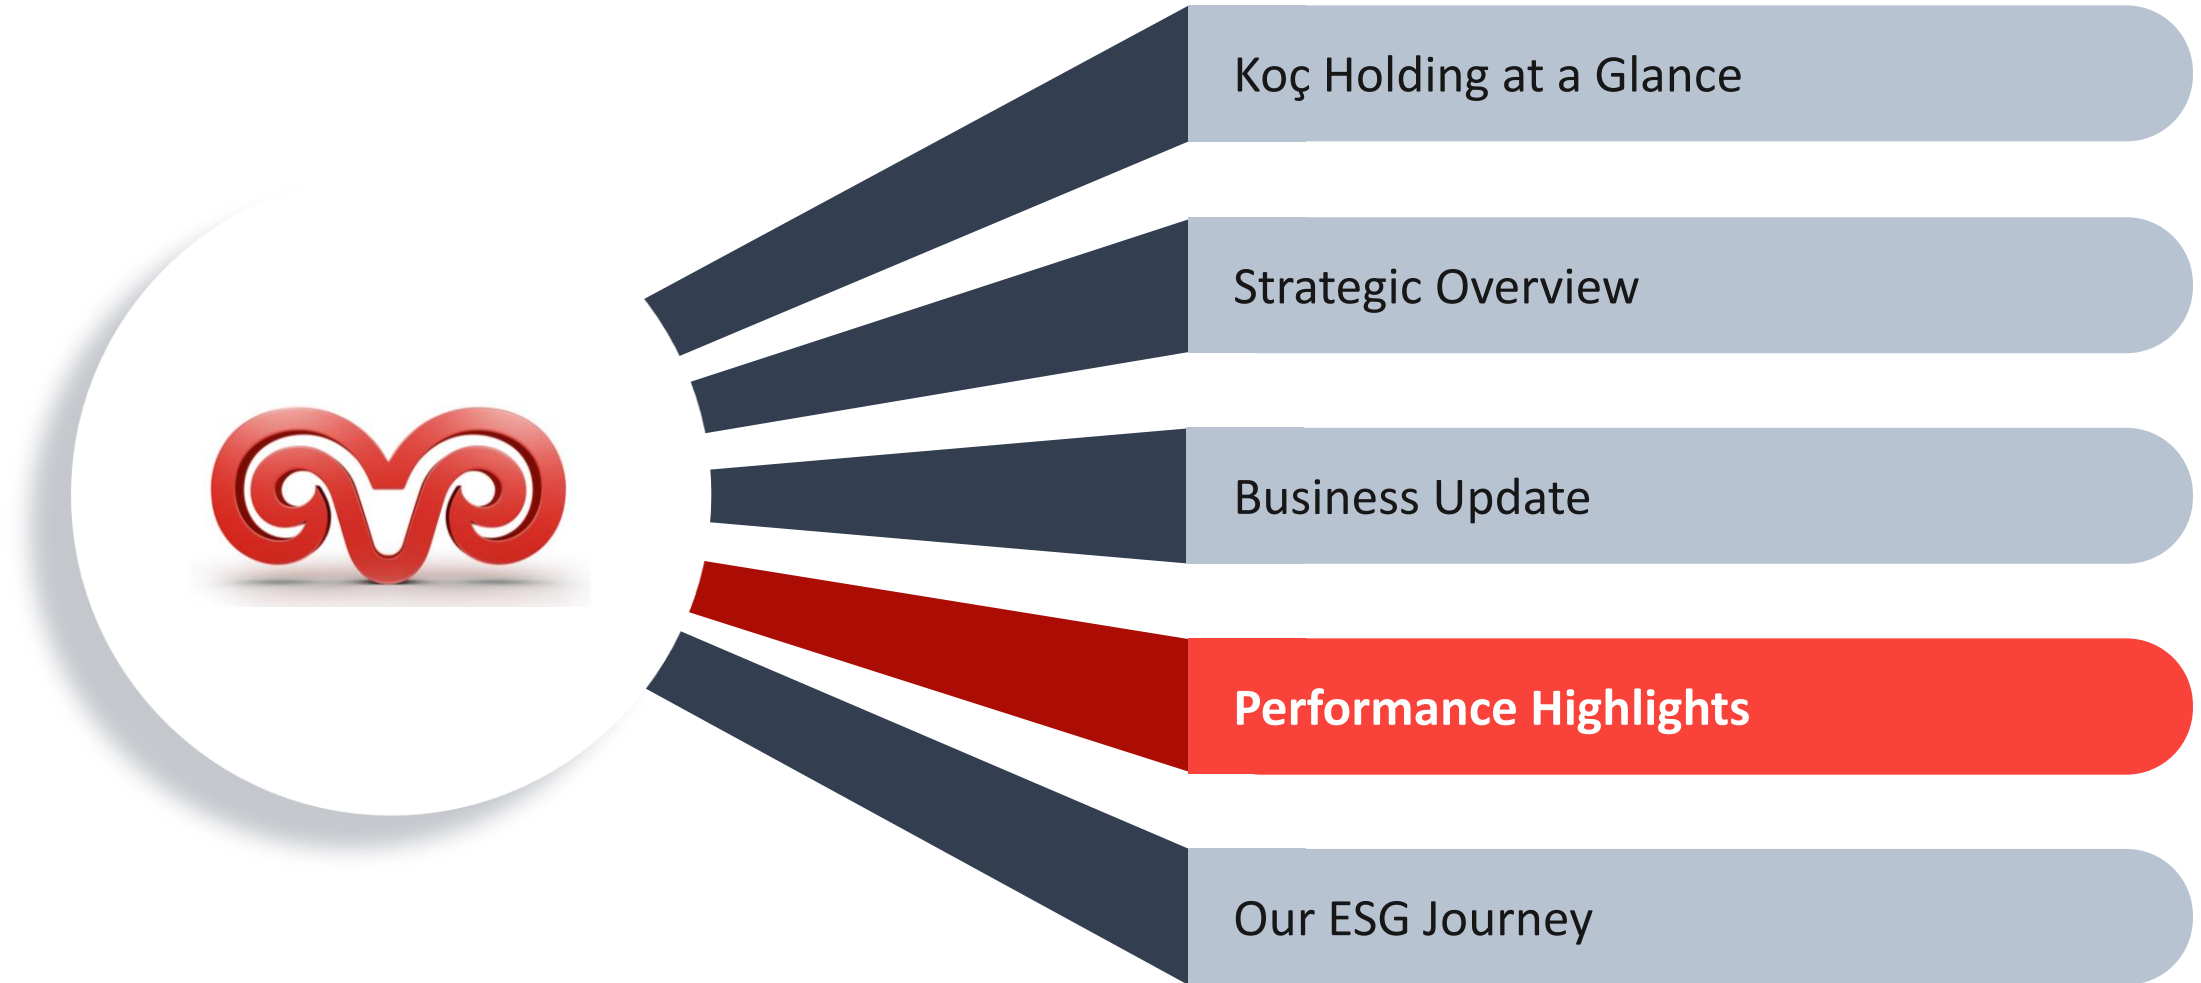 Koç Holding at a Glance
Strategic Overview
Business Update
Performance Highlights
Our ESG Journey